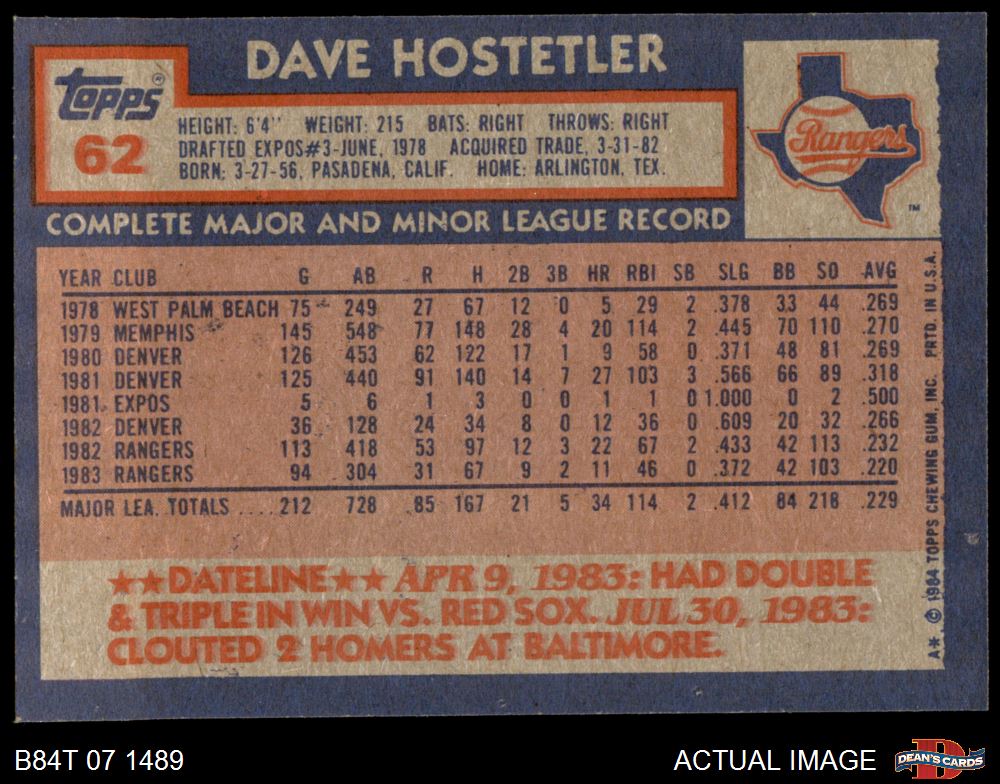 DAVE HOSTETLER
Topps®
62
HEIGHT: 6'4" WEIGHT: 215 BATS: RIGHT THROWS: RIGHT
DRAFTED EXPOS#3-JUNE, 1978 ACQUIRED TRADE, 3-31-82
BORN: 3-27-56, PASADENA, CALIF. HOME: ARLINGTON, TEX.
Rangers
TM
COMPLETE MAJOR AND MINOR LEAGUE RECORD
YEAR CLUB G AB R H 2B 3B HR RBI SB SLG BB SO AVG
1978 WEST PALM BEACH 75 249 27 67 12 0 5 29 2 .378 33 44 .269
1979 MEMPHIS 145 548 77 148 28 4 20 114 2 .445 70 110 .270
1980 DENVER 126 453 62 122 17 1 9 58 0 .371 48 81 .269
1981 DENVER 125 440 91 140 14 7 27 103 3 .566 66 89 .318
1981 EXPOS 5 6 1 3 0 0 1 1 0 1.000 0 2 .500
1982 DENVER 36 128 24 34 8 0 12 36 0 .609 20 32 .266
1982 RANGERS 113 418 53 97 12 3 22 67 2 .433 42 113 .232
1983 RANGERS 94 304 31 67 9 2 11 46 0 .372 42 103 .220
MAJOR LEA. TOTALS ....212 728 85 167 21 5 34 114 2 .412 84 218 .229
★★DATELINE★★ APR 9, 1983: HAD DOUBLE
& TRIPLE IN WIN VS. RED SOX. JUL 30, 1983:
CLOUTED 2 HOMERS AT BALTIMORE.
A* © 1984 TOPPS CHEWING GUM, INC. PRTD. IN U.S.A.
B84T 07 1489
ACTUAL IMAGE
D
DEAN'S CARDS